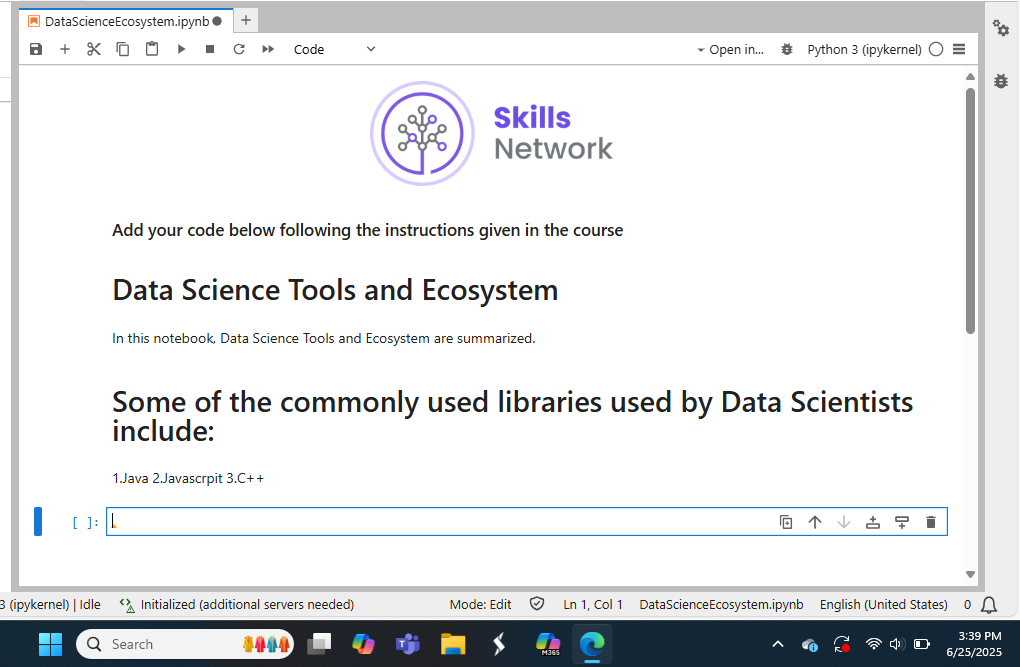 DataScienceEcosystem.ipynb
Code
Open in...
Python 3 (ipykernel)
Skills
Network
Add your code below following the instructions given in the course
Data Science Tools and Ecosystem
In this notebook, Data Science Tools and Ecosystem are summarized.
Some of the commonly used libraries used by Data Scientists
include:
1.Java 2.Javascrpit 3.C++
[ ]:
3 (ipykernel) | Idle
Initialized (additional servers needed)
Mode: Edit
Ln 1, Col 1
DataScienceEcosystem.ipynb
English (United States)
0
Search
M365
3:39 PM
6/25/2025